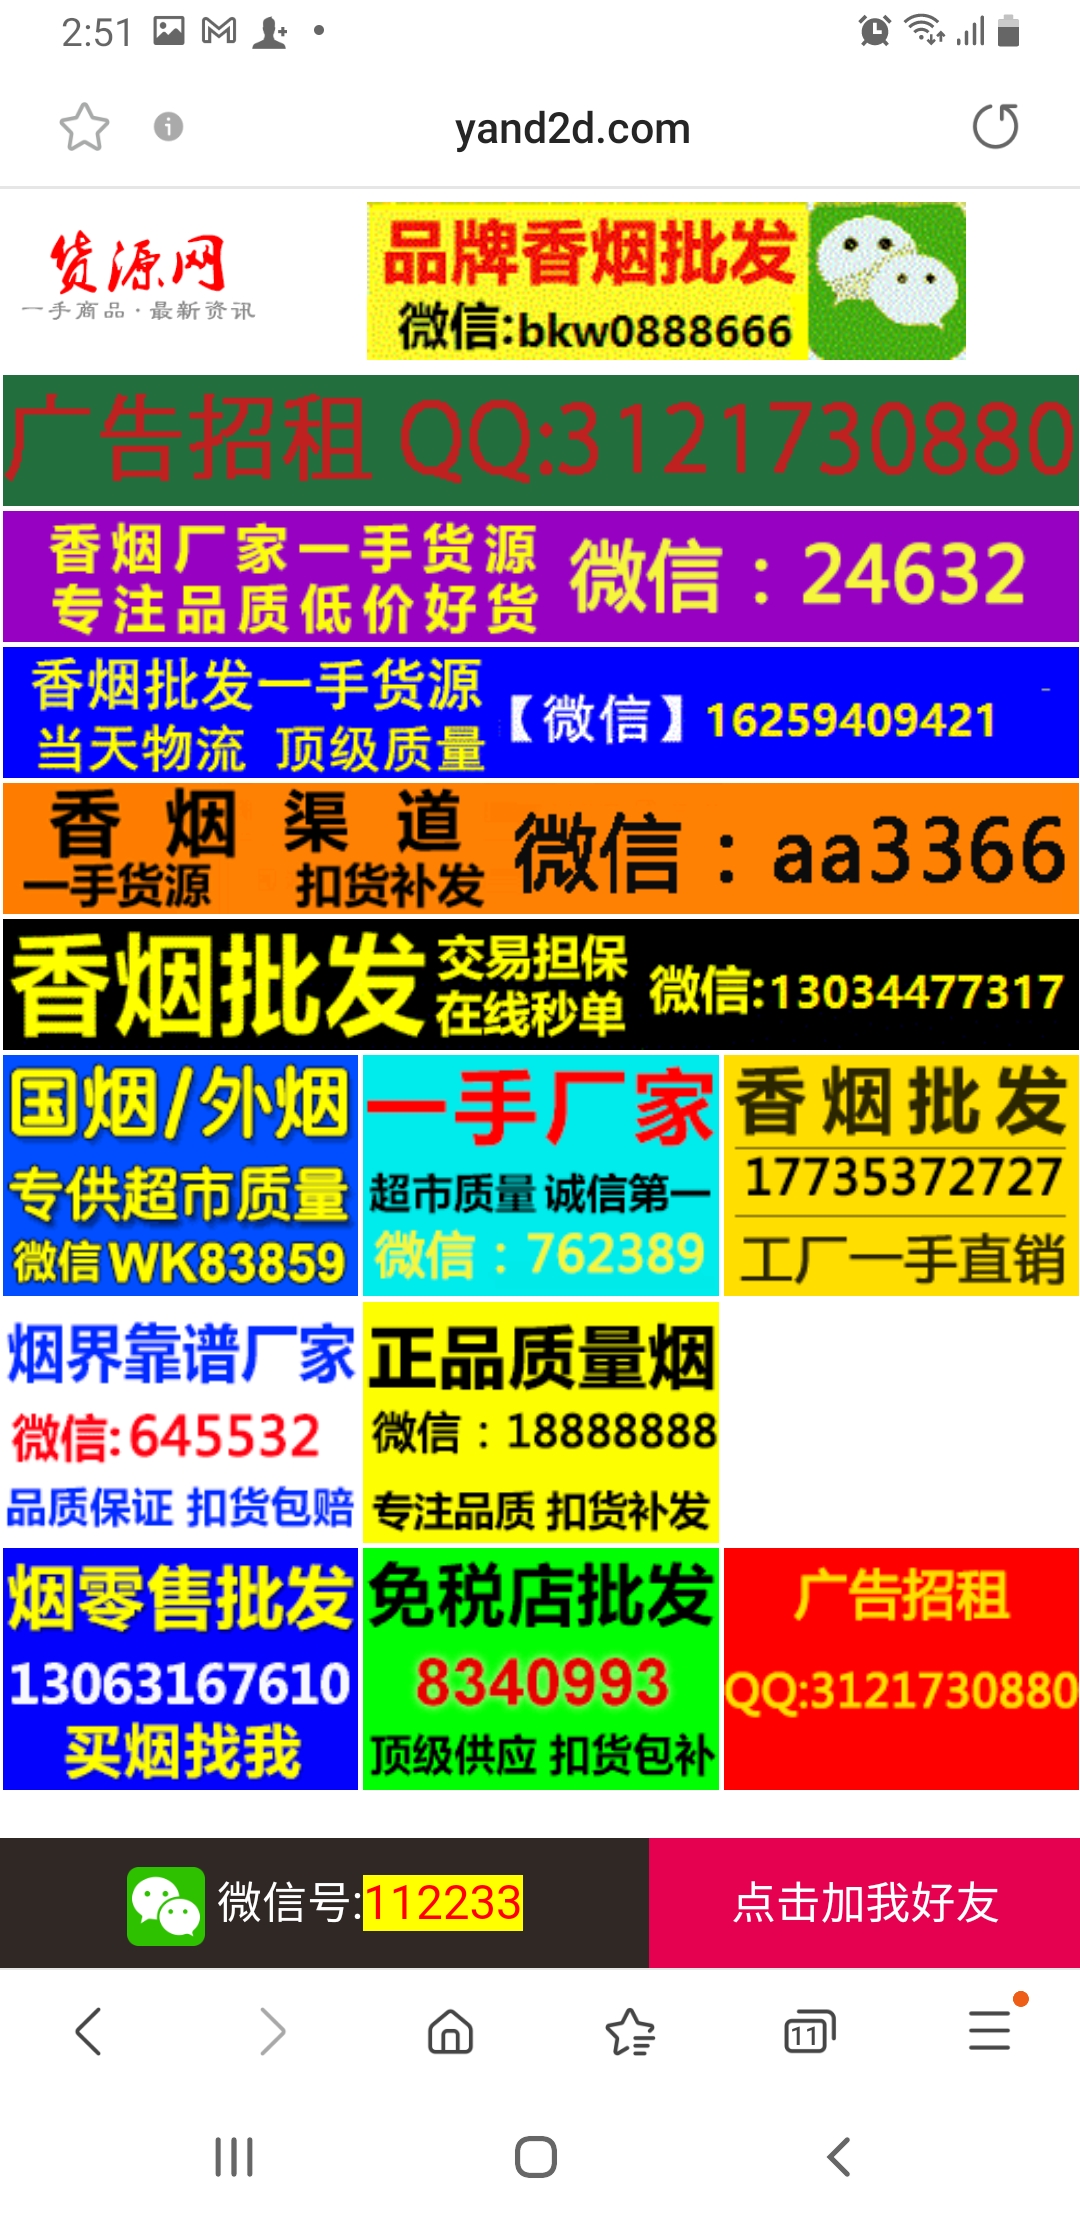 2:51
yand2d.com
货源网
一手商品·最新资讯
品牌香烟批发
微信:bkw0888666
广告招租 QQ:3121730880
香烟厂家一手货源
专注品质低价好货
微信：24632
香烟批发一手货源
当天物流 顶级质量
【微信】16259409421
香烟渠道
一手货源 扣货补发
微信：aa3366
香烟批发
交易担保
在线秒单
微信:13034477317
国烟/外烟
专供超市质量
微信WK83859
一手厂家
超市质量 诚信第一
微信：762389
香烟批发
17735372727
工厂一手直销
烟界靠谱厂家
微信:645532
品质保证 扣货包赔
正品质量烟
微信：18888888
专注品质 扣货补发
烟零售批发
13063167610
买烟找我
免税店批发
8340993
顶级供应 扣货包补
广告招租
QQ:3121730880
微信号:112233
点击加我好友
11